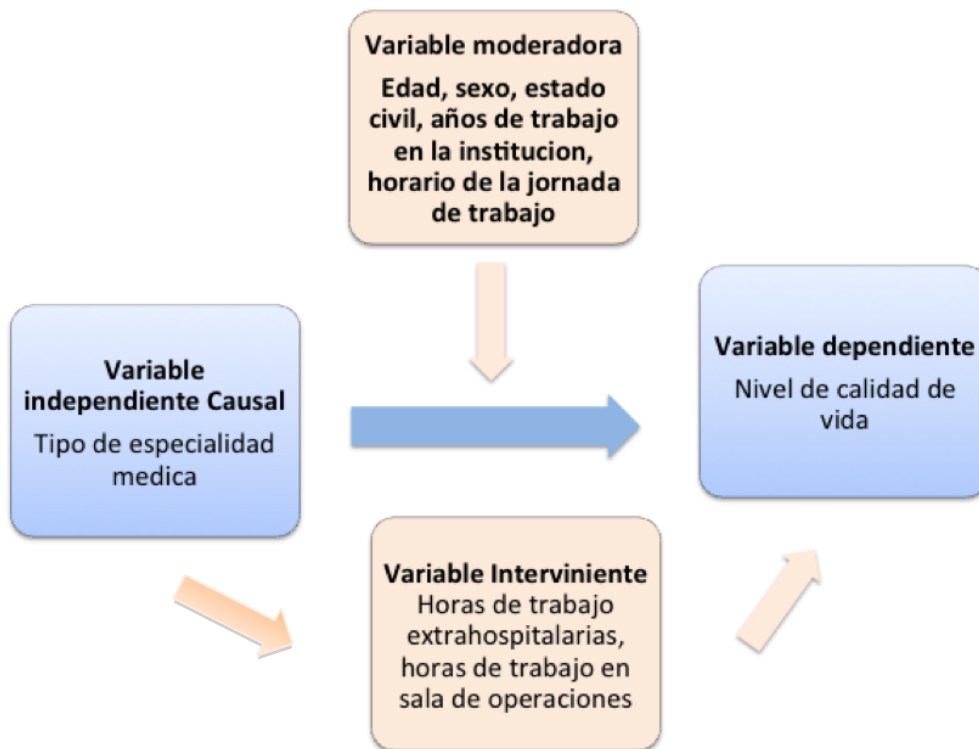 Variable moderadora
Edad, sexo, estado
civil, años de trabajo
en la institucion,
horario de la jornada
de trabajo
Variable
independiente Causal
Tipo de especialidad
medica
Variable dependiente
Nivel de calidad de
vida
Variable Interviniente
Horas de trabajo
extrahospitalarias,
horas de trabajo en
sala de operaciones